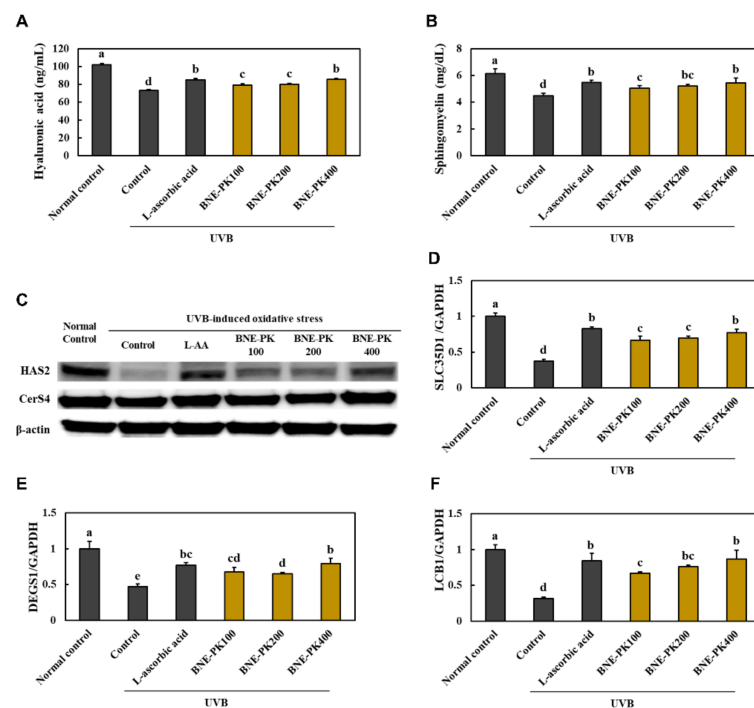 A
Hyaluronic acid (ng/mL)
120
100
80
60
40
20
0
a
d
b
c
c
b
Normal control
Control
L-ascorbic acid
BNE-PK100
BNE-PK200
BNE-PK400
UVB
B
Sphingomyelin (mg/dL)
8
6
4
2
0
a
d
b
c
bc
b
Normal control
Control
L-ascorbic acid
BNE-PK100
BNE-PK200
BNE-PK400
UVB
C
Normal
Control
UVB-induced oxidative stress
Control
L-AA
BNE-PK
100
BNE-PK
200
BNE-PK
400
HAS2
CerS4
β-actin
D
SLC35D1 /GAPDH
1.5
1
0.5
0
a
d
b
c
c
b
Normal control
Control
L-ascorbic acid
BNE-PK100
BNE-PK200
BNE-PK400
UVB
E
DEGS1/GAPDH
1.5
1
0.5
0
a
e
bc
cd
d
b
Normal control
Control
L-ascorbic acid
BNE-PK100
BNE-PK200
BNE-PK400
UVB
F
LCB1/GAPDH
1.5
1
0.5
0
a
d
b
c
bc
b
Normal control
Control
L-ascorbic acid
BNE-PK100
BNE-PK200
BNE-PK400
UVB